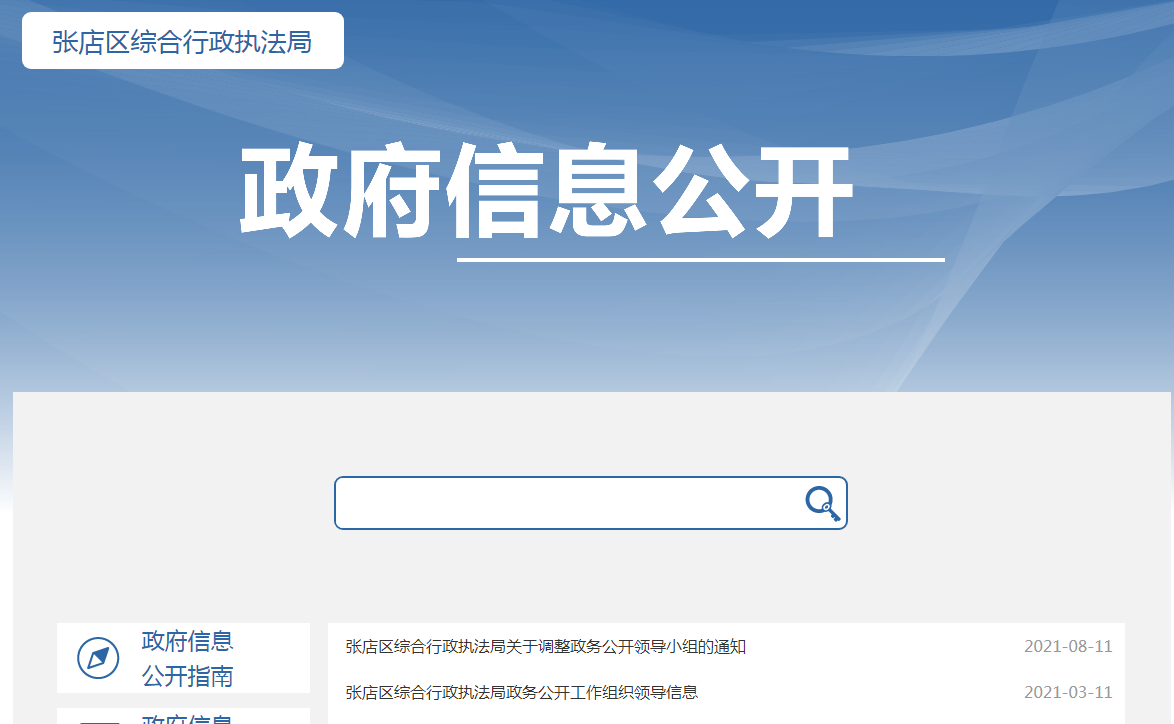 张店区综合行政执法局
政府信息公开
政府信息
公开指南
张店区综合行政执法局关于调整政务公开领导小组的通知 2021-08-11
张店区综合行政执法局政务公开工作组织领导信息 2021-03-11
政府信息